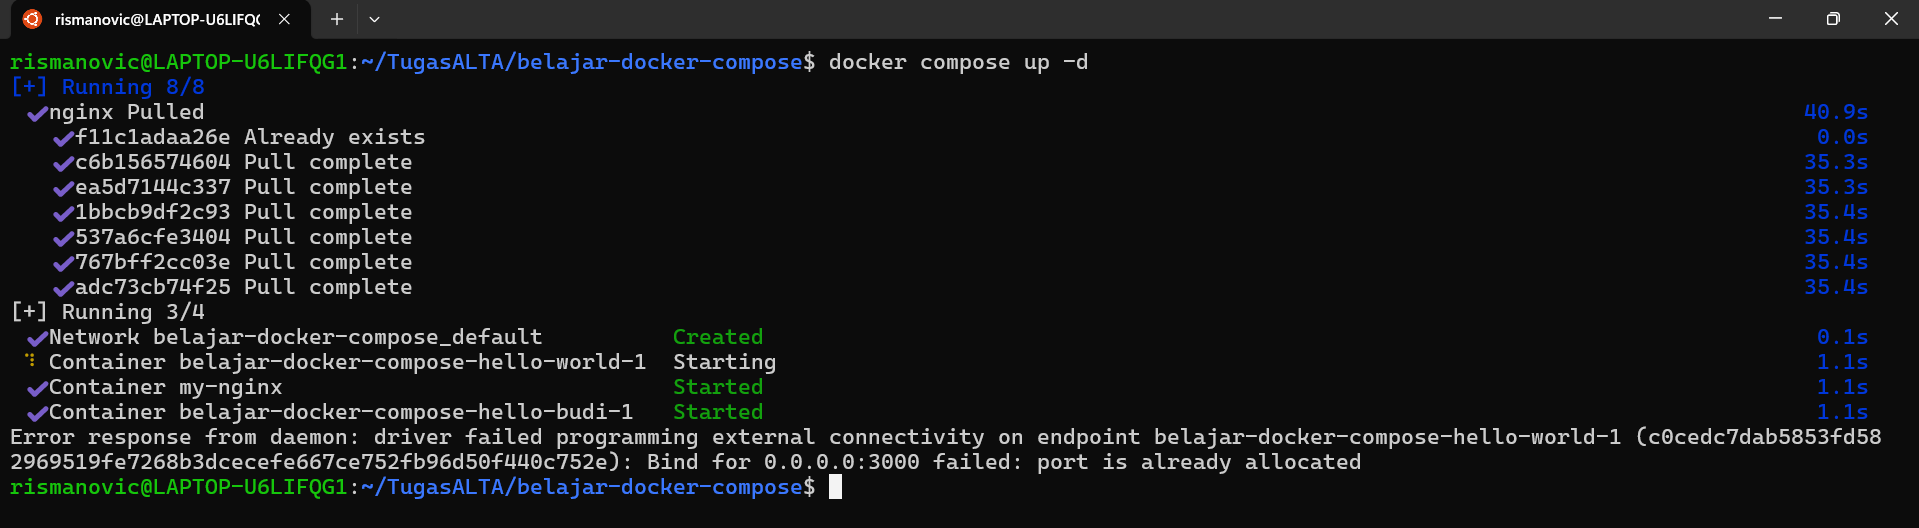 rismanovic@LAPTOP-U6LIFQG
rismanovic@LAPTOP-U6LIFQG1:~/TugasALTA/belajar-docker-compose$ docker compose up -d
[+] Running 8/8
✔nginx Pulled 40.9s
✔f11c1adaa26e Already exists 0.0s
✔c6b156574604 Pull complete 35.3s
✔ea5d7144c337 Pull complete 35.3s
✔1bbcb9df2c93 Pull complete 35.4s
✔537a6cfe3404 Pull complete 35.4s
✔767bff2cc03e Pull complete 35.4s
✔adc73cb74f25 Pull complete 35.4s
[+] Running 3/4
✔Network belajar-docker-compose_default Created 0.1s
⠹ Container belajar-docker-compose-hello-world-1 Starting 1.1s
✔Container my-nginx Started 1.1s
✔Container belajar-docker-compose-hello-budi-1 Started 1.1s
Error response from daemon: driver failed programming external connectivity on endpoint belajar-docker-compose-hello-world-1 (c0cedc7dab5853fd58
2969519fe7268b3dcecefe667ce752fb96d50f440c752e): Bind for 0.0.0.0:3000 failed: port is already allocated
rismanovic@LAPTOP-U6LIFQG1:~/TugasALTA/belajar-docker-compose$